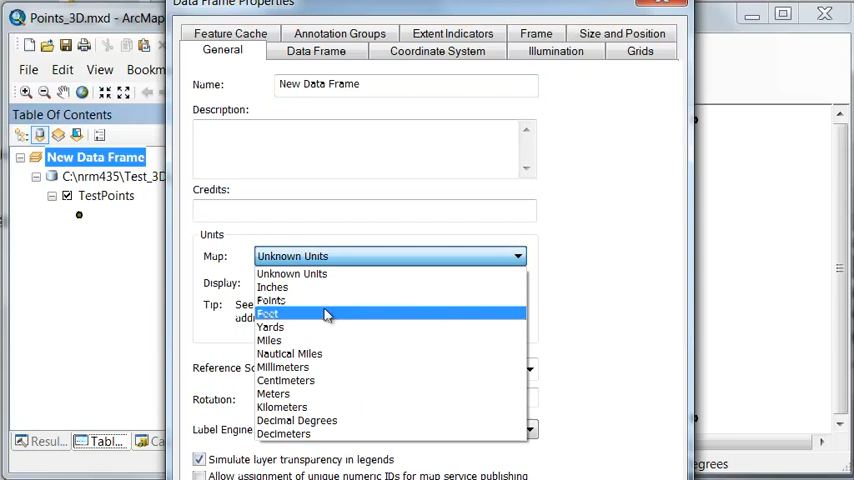 Data Frame Properties
Points_3D.mxd - ArcMap
File Edit View Bookm
Table Of Contents
New Data Frame
C:\nrm435\Test_3D
TestPoints
Resul...
Tabl...
Ca
Feature Cache
Annotation Groups
Extent Indicators
Frame
Size and Position
General
Data Frame
Coordinate System
Illumination
Grids
Name:
New Data Frame
Description:
Credits:
Units
Map:
Unknown Units
Display:
Tip: See
Unknown Units
Inches
Points
Feet
Yards
Miles
Nautical Miles
Millimeters
Centimeters
Meters
Kilometers
Decimal Degrees
Decimeters
Reference Sc
Rotation:
Label Engine
Simulate layer transparency in legends
Allow assignment of unique numeric IDs for map service publishing
egrees